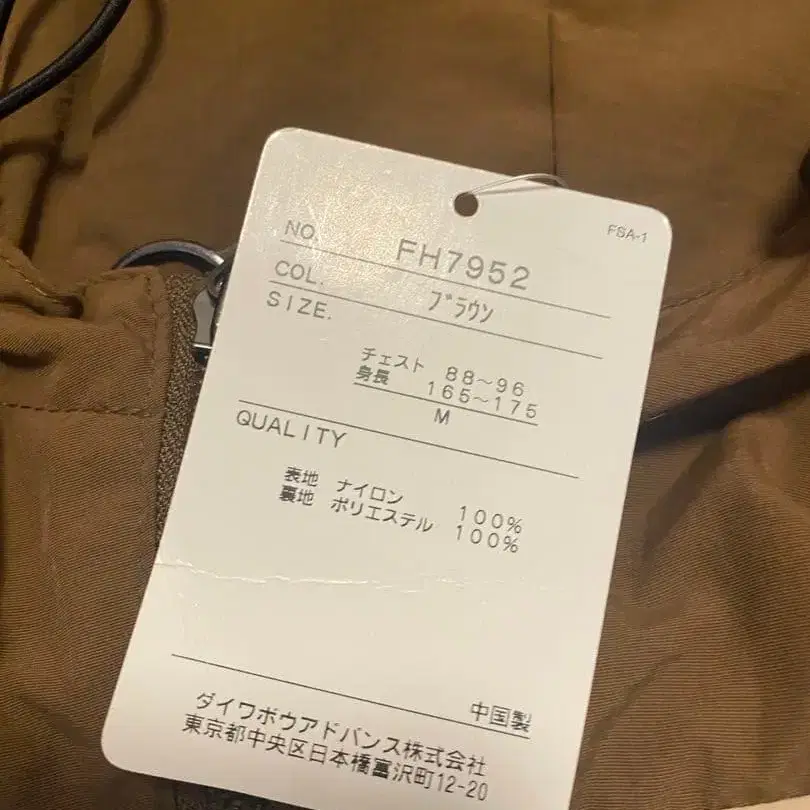 FSA-1
NO. FH7952
COL. ﾌﾞﾗｳﾝ
SIZE.
チェスト 88〜96
身長 165〜175
M
QUALITY
表地 ナイロン 100%
裏地 ポリエステル 100%
中国製
ダイワボウアドバンス株式会社
東京都中央区日本橋富沢町12-20